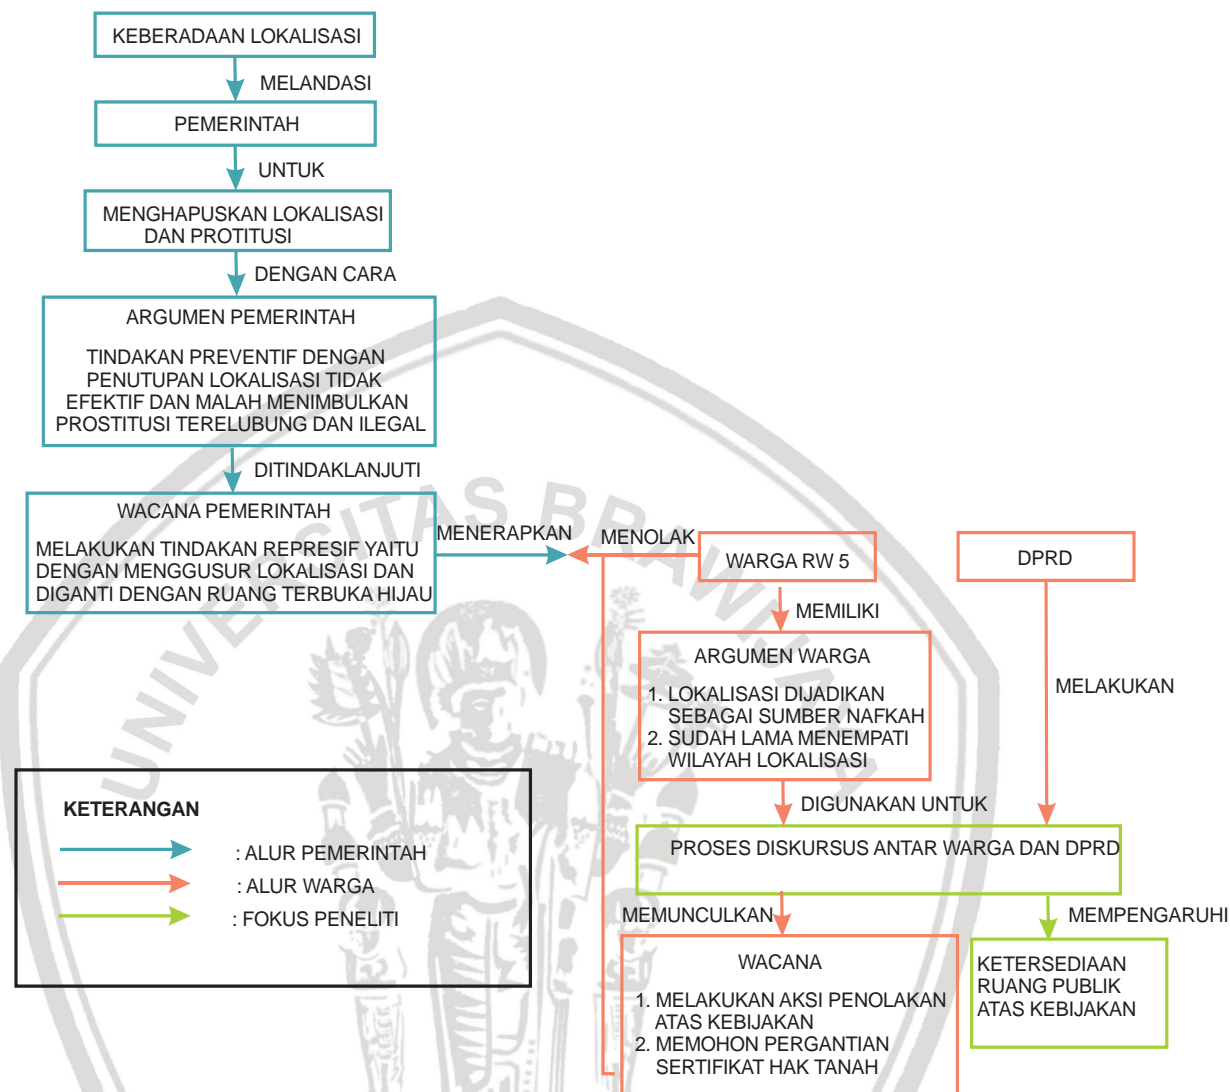 KEBERADAAN LOKALISASI
MELANDASI
PEMERINTAH
UNTUK
MENGHAPUSKAN LOKALISASI
DAN PROTITUSI
DENGAN CARA
ARGUMEN PEMERINTAH
TINDAKAN PREVENTIF DENGAN
PENUTUPAN LOKALISASI TIDAK
EFEKTIF DAN MALAH MENIMBULKAN
PROSTITUSI TERELUBUNG DAN ILEGAL
DITINDAKLANJUTI
WACANA PEMERINTAH
MELAKUKAN TINDAKAN REPRESIF YAITU
DENGAN MENGGUSUR LOKALISASI DAN
DIGANTI DENGAN RUANG TERBUKA HIJAU
MENERAPKAN
MENOLAK
WARGA RW 5
DPRD
MEMILIKI
ARGUMEN WARGA
1. LOKALISASI DIJADIKAN
SEBAGAI SUMBER NAFKAH
2. SUDAH LAMA MENEMPATI
WILAYAH LOKALISASI
MELAKUKAN
DIGUNAKAN UNTUK
PROSES DISKURSUS ANTAR WARGA DAN DPRD
MEMUNCULKAN
MEMPENGARUHI
WACANA
1. MELAKUKAN AKSI PENOLAKAN
ATAS KEBIJAKAN
2. MEMOHON PERGANTIAN
SERTIFIKAT HAK TANAH
KETERSEDIAAN
RUANG PUBLIK
ATAS KEBIJAKAN
KETERANGAN
: ALUR PEMERINTAH
: ALUR WARGA
: FOKUS PENELITI
UNIVERSITAS BRAWIJAYA